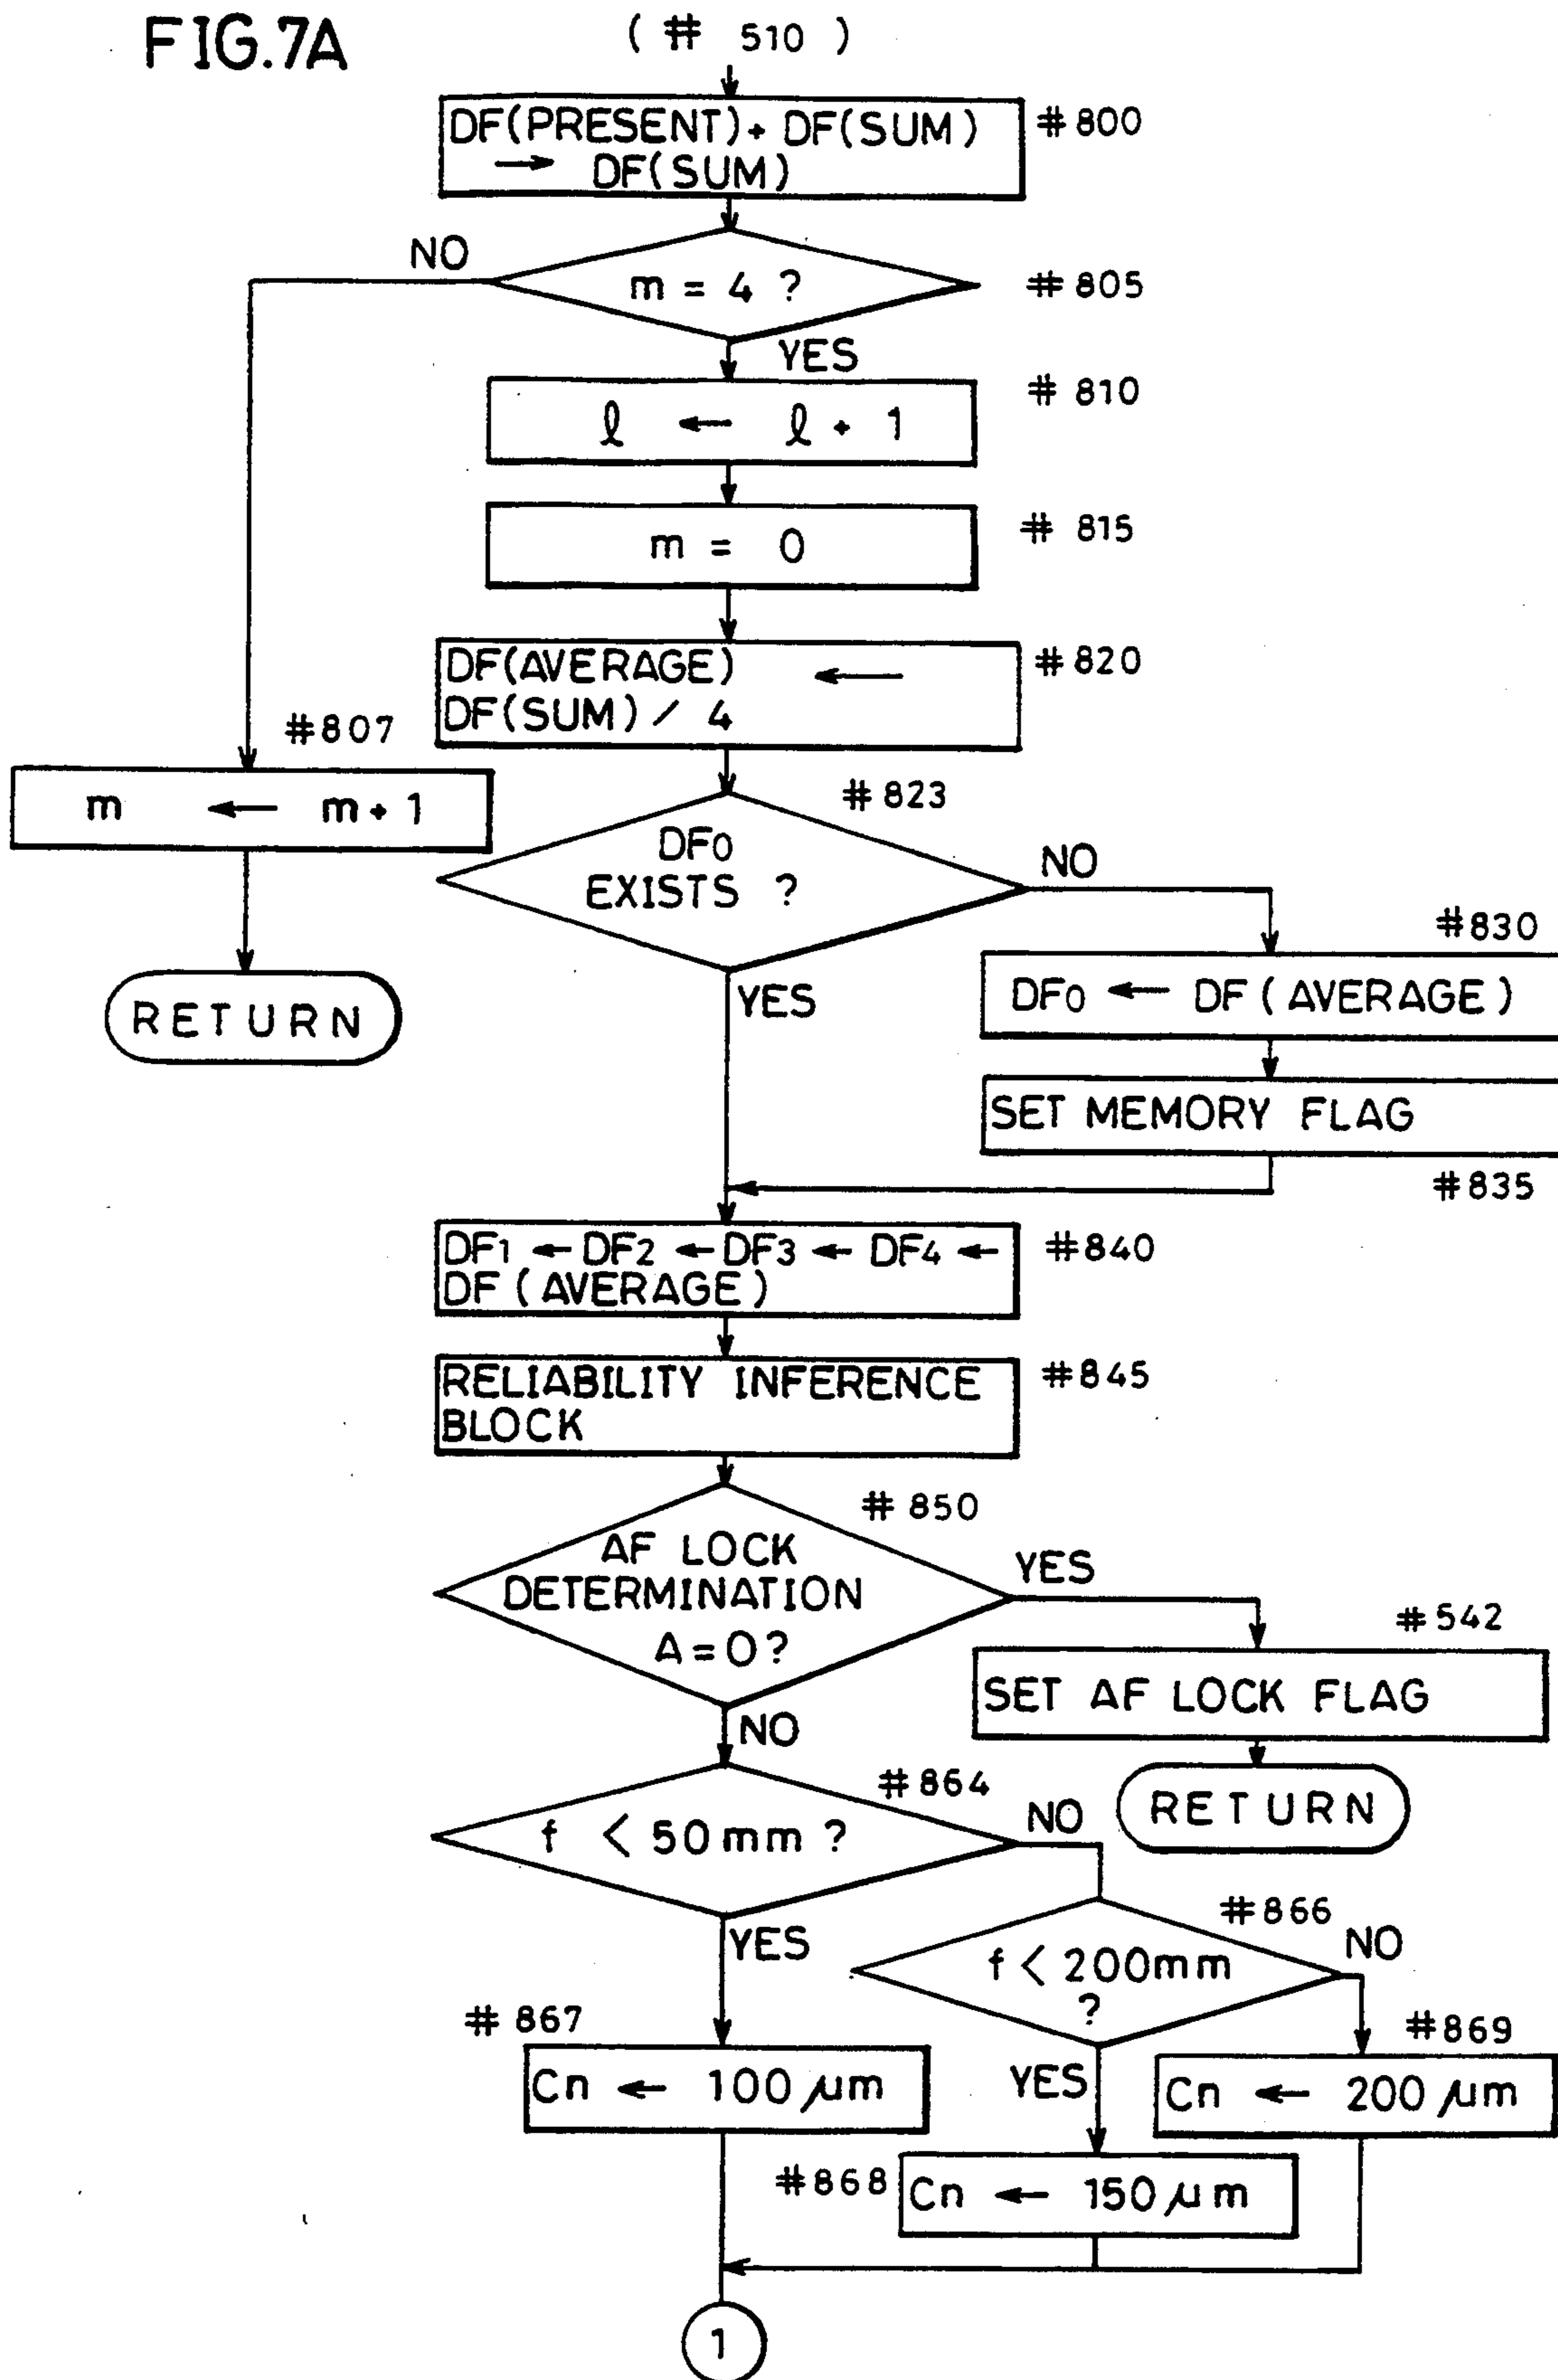 FIG.7A
( # 510 )
DF(PRESENT)+ DF(SUM)
→ DF(SUM)
#800
NO
m = 4 ?
#805
YES
ℓ ← ℓ + 1
# 810
m = 0
# 815
DF(AVERAGE) ←
DF(SUM) / 4
#820
#807
m ← m + 1
RETURN
#823
DF0
EXISTS ?
NO
YES
#830
DF0 ← DF ( AVERAGE )
SET MEMORY FLAG
#835
DF1 ← DF2 ← DF3 ← DF4 ←
DF ( AVERAGE )
#840
RELIABILITY INFERENCE
BLOCK
#845
# 850
AF LOCK
DETERMINATION
A = 0 ?
YES
NO
#542
SET AF LOCK FLAG
RETURN
#864
f < 50 mm ?
NO
YES
#866
f < 200mm
?
NO
YES
# 867
Cn ← 100 μm
#869
Cn ← 200 μm
#868
Cn ← 150 μm
1